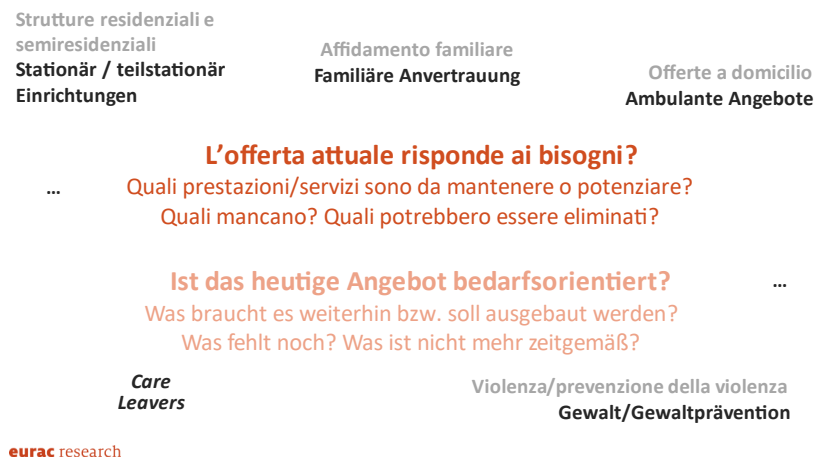 Strutture residenziali e
semiresidenziali
Stationär / teilstationär
Einrichtungen
Affidamento familiare
Familiäre Anvertrauung
Offerte a domicilio
Ambulante Angebote
L’offerta attuale risponde ai bisogni?
...
Quali prestazioni/servizi sono da mantenere o potenziare?
Quali mancano? Quali potrebbero essere eliminati?
Ist das heutige Angebot bedarfsorientiert?
...
Was braucht es weiterhin bzw. soll ausgebaut werden?
Was fehlt noch? Was ist nicht mehr zeitgemäß?
Care
Leavers
Violenza/prevenzione della violenza
Gewalt/Gewaltprävention
eurac research